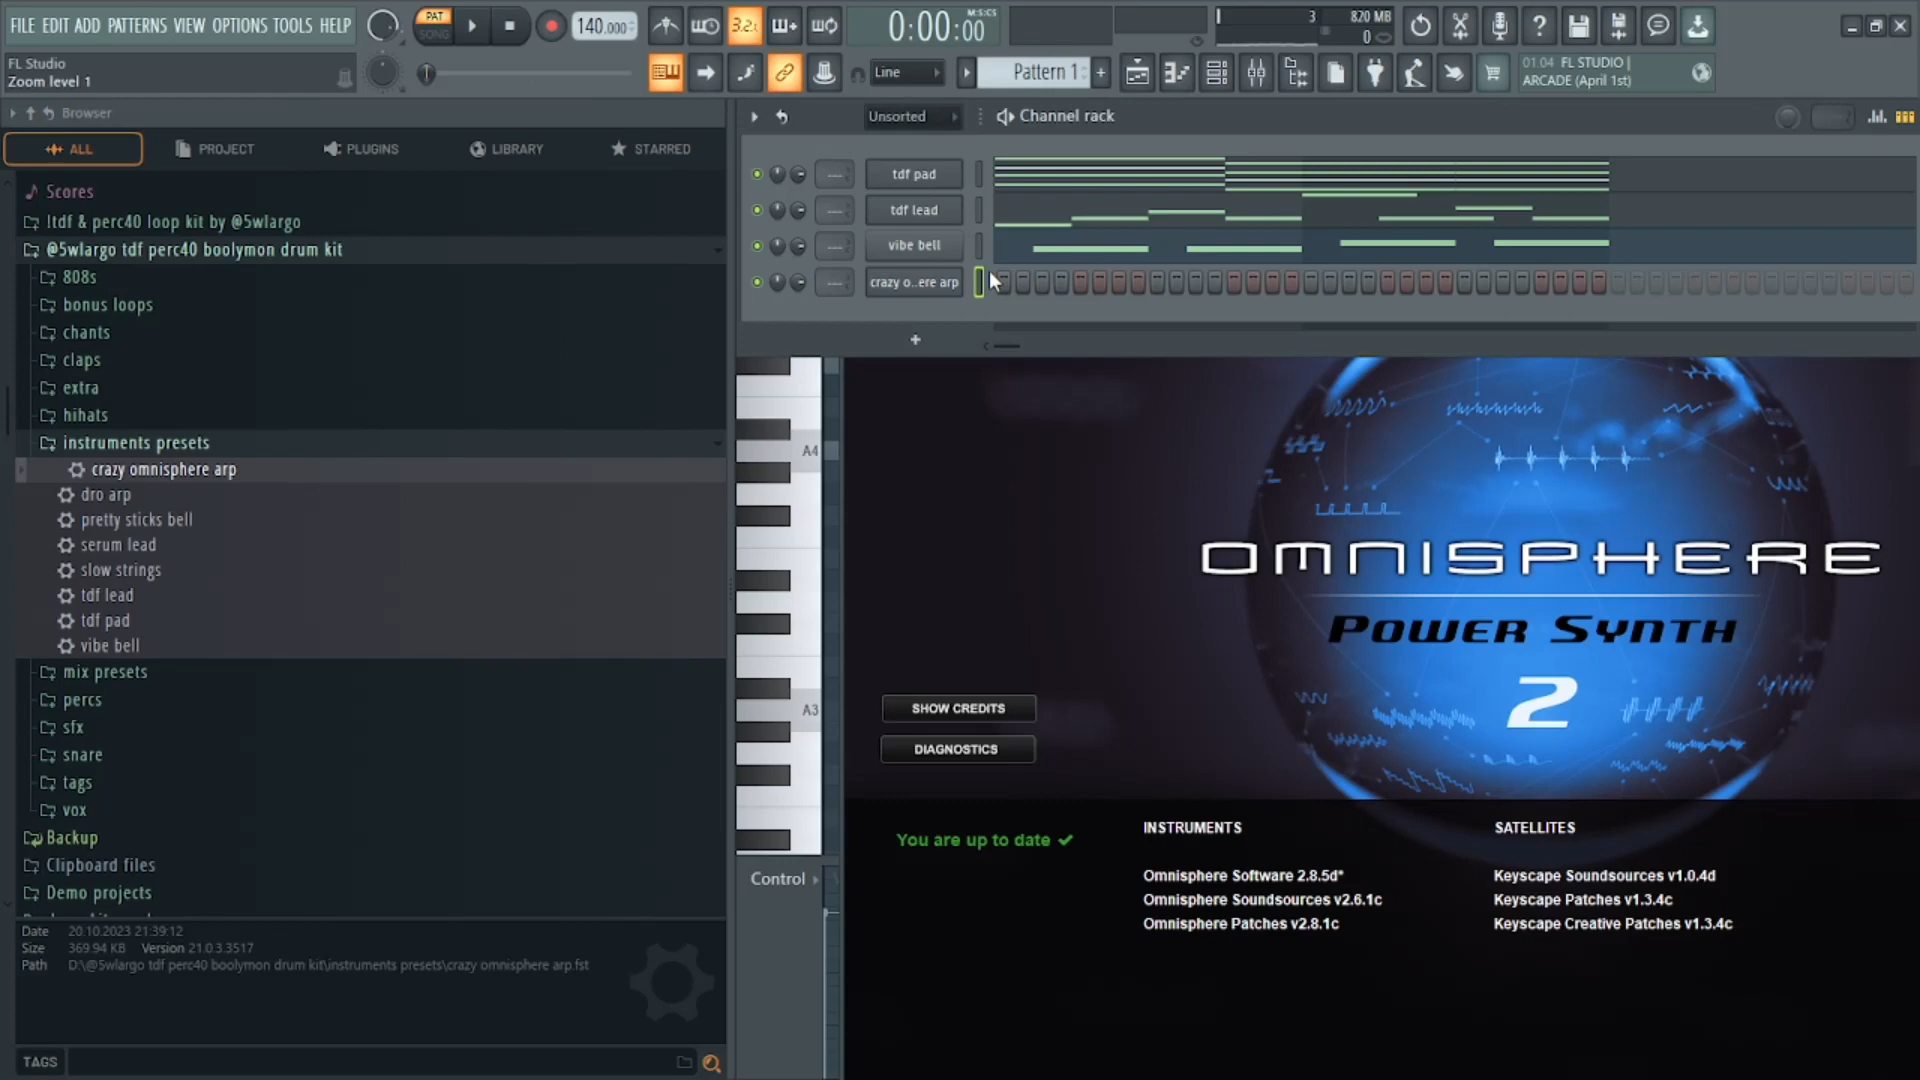 FILE EDIT ADD PATTERNS VIEW OPTIONS TOOLS HELP
PAT
SONG
140.000
3.2.
0:00:00
M:S:CS
3
820 MB
0
FL Studio
Zoom level 1
Line
Pattern 1
+
01:04 FL STUDIO |
ARCADE (April 1st)
Browser
Unsorted
Channel rack
ALL
PROJECT
PLUGINS
LIBRARY
STARRED
Scores
!tdf & perc40 loop kit by @5wlargo
@5wlargo tdf perc40 boolymon drum kit
808s
bonus loops
chants
claps
extra
hihats
instruments presets
crazy omnisphere arp
dro arp
pretty sticks bell
serum lead
slow strings
tdf lead
tdf pad
vibe bell
mix presets
percs
sfx
snare
tags
vox
Backup
Clipboard files
Demo projects
Date 20.10.2023 21:39:12
Size 369.94 KB Version 21.0.3.3517
Path D:\@5wlargo tdf perc40 boolymon drum kit\instruments presets\crazy omnisphere arp.fst
TAGS
tdf pad
tdf lead
vibe bell
crazy o..ere arp
+
A4
A3
Control
OMNISPHERE
POWER SYNTH
2
SHOW CREDITS
DIAGNOSTICS
You are up to date
INSTRUMENTS
Omnisphere Software 2.8.5d*
Omnisphere Soundsources v2.6.1c
Omnisphere Patches v2.8.1c
SATELLITES
Keyscape Soundsources v1.0.4d
Keyscape Patches v1.3.4c
Keyscape Creative Patches v1.3.4c